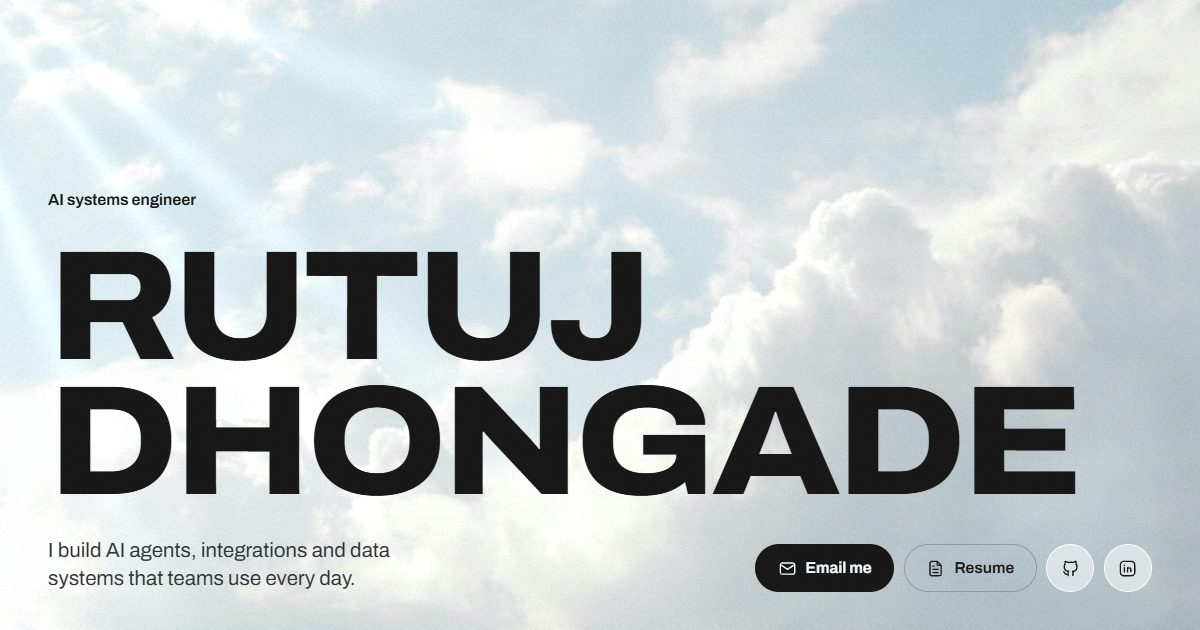 AI systems engineer
RUTUJ
DHONGADE
I build AI agents, integrations and data
systems that teams use every day.
Email me
Resume
in